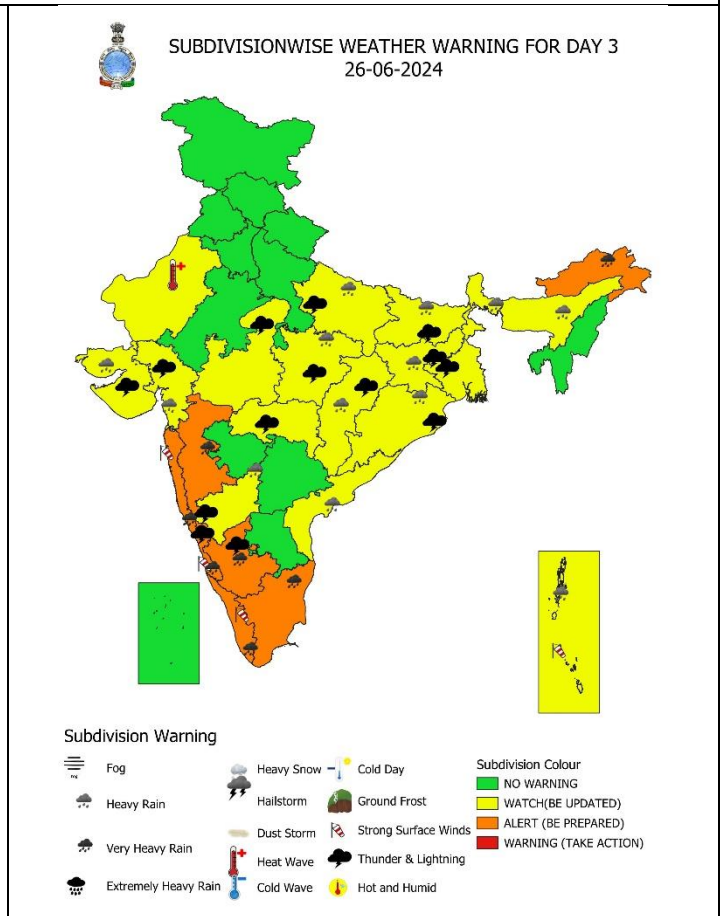 SUBDIVISIONWISE WEATHER WARNING FOR DAY 3
26-06-2024
Subdivision Warning
Fog
Heavy Rain
Very Heavy Rain
Extremely Heavy Rain
Heavy Snow
Hailstorm
Dust Storm
Heat Wave
Cold Wave
Cold Day
Ground Frost
Strong Surface Winds
Thunder & Lightning
Hot and Humid
Subdivision Colour
NO WARNING
WATCH(BE UPDATED)
ALERT (BE PREPARED)
WARNING (TAKE ACTION)